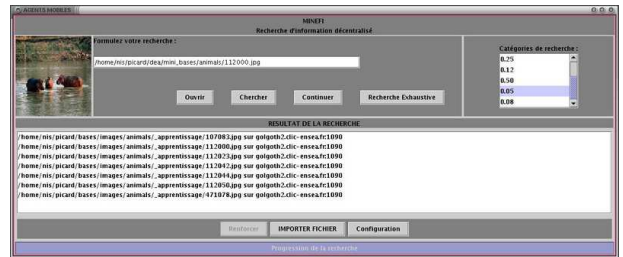 AGENTS MOBILES
MINEFI
Recherche d'information décentralisé
Formulez votre recherche :
/home/nis/picard/dea/mini_bases/animals/112000.jpg
Ouvrir Chercher Continuer Recherche Exhaustive
Catégories de recherche :
0.25
0.12
0.50
0.05
0.08
RESULTAT DE LA RECHERCHE
/home/nis/picard/bases/images/animals/_apprentissage/107083.jpg sur golgoth2.clic-ensea.fr:1090
/home/nis/picard/bases/images/animals/_apprentissage/112000.jpg sur golgoth2.clic-ensea.fr:1090
/home/nis/picard/bases/images/animals/_apprentissage/112023.jpg sur golgoth2.clic-ensea.fr:1090
/home/nis/picard/bases/images/animals/_apprentissage/112042.jpg sur golgoth2.clic-ensea.fr:1090
/home/nis/picard/bases/images/animals/_apprentissage/112044.jpg sur golgoth2.clic-ensea.fr:1090
/home/nis/picard/bases/images/animals/_apprentissage/112050.jpg sur golgoth2.clic-ensea.fr:1090
/home/nis/picard/bases/images/animals/_apprentissage/471078.jpg sur golgoth2.clic-ensea.fr:1090
Renforcer IMPORTER FICHIER Configuration
Progression de la recherche